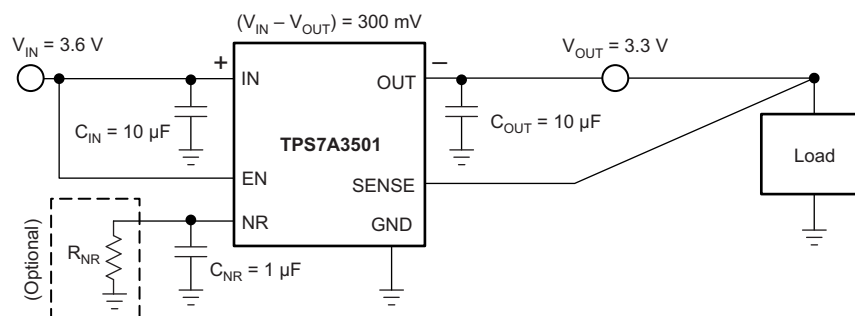 (V_IN – V_OUT) = 300 mV
V_IN = 3.6 V
V_OUT = 3.3 V
+
–
IN
OUT
C_IN = 10 µF
C_OUT = 10 µF
TPS7A3501
Load
EN
SENSE
NR
GND
(Optional)
R_NR
C_NR = 1 µF